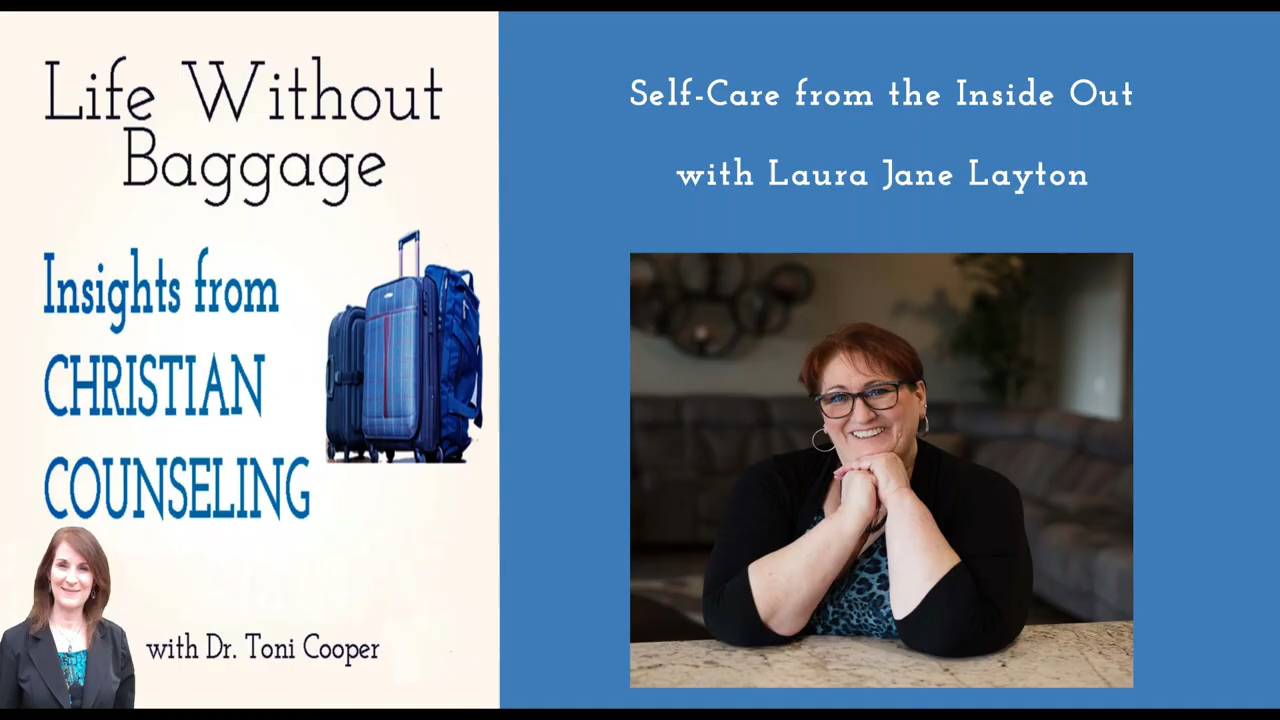 Life Without
Baggage
Insights from
CHRISTIAN
COUNSELING
with Dr. Toni Cooper
Self-Care from the Inside Out
with Laura Jane Layton